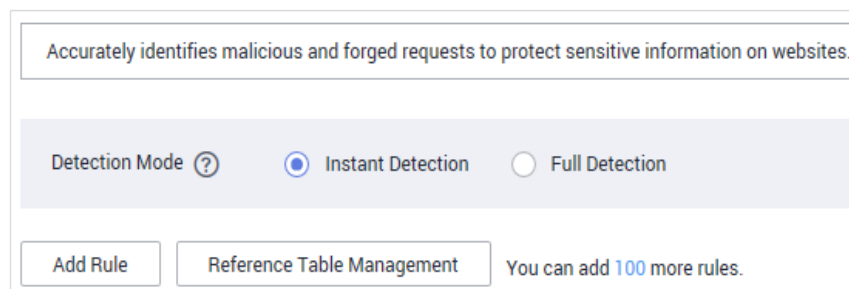 Accurately identifies malicious and forged requests to protect sensitive information on websites.
Detection Mode ? Instant Detection Full Detection
Add Rule Reference Table Management You can add 100 more rules.